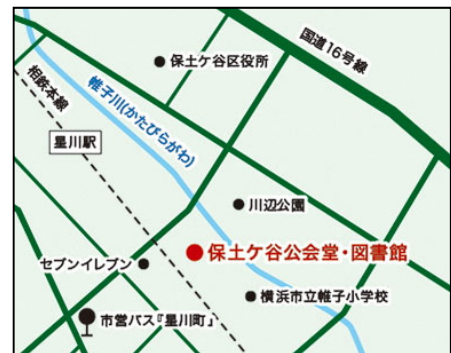 国道16号線
保土ケ谷区役所
相鉄本線
帷子川(かたびらがわ)
星川駅
川辺公園
保土ケ谷公会堂・図書館
セブンイレブン
横浜市立帷子小学校
市営バス『星川町』